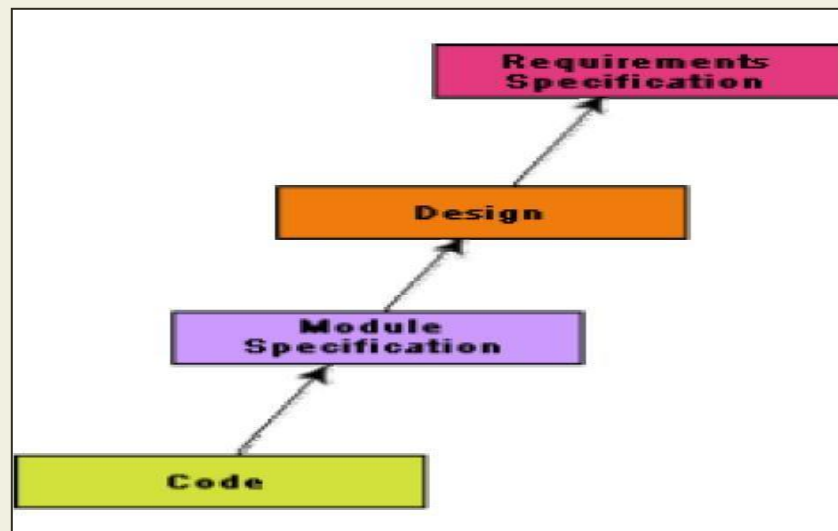 Requirements
Specification
Design
Module
Specification
Code